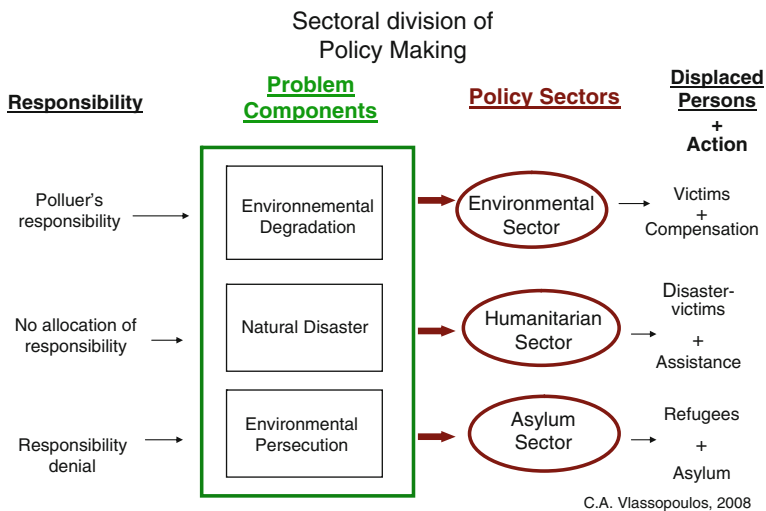 Sectoral division of
Policy Making
Responsibility
Problem
Components
Policy Sectors
Displaced
Persons
+
Action
Polluer's
responsibility
Environnemental
Degradation
Environmental
Sector
Victims
+
Compensation
No allocation of
responsibility
Natural Disaster
Humanitarian
Sector
Disaster-
victims
+
Assistance
Responsibility
denial
Environmental
Persecution
Asylum
Sector
Refugees
+
Asylum
C.A. Vlassopoulos, 2008